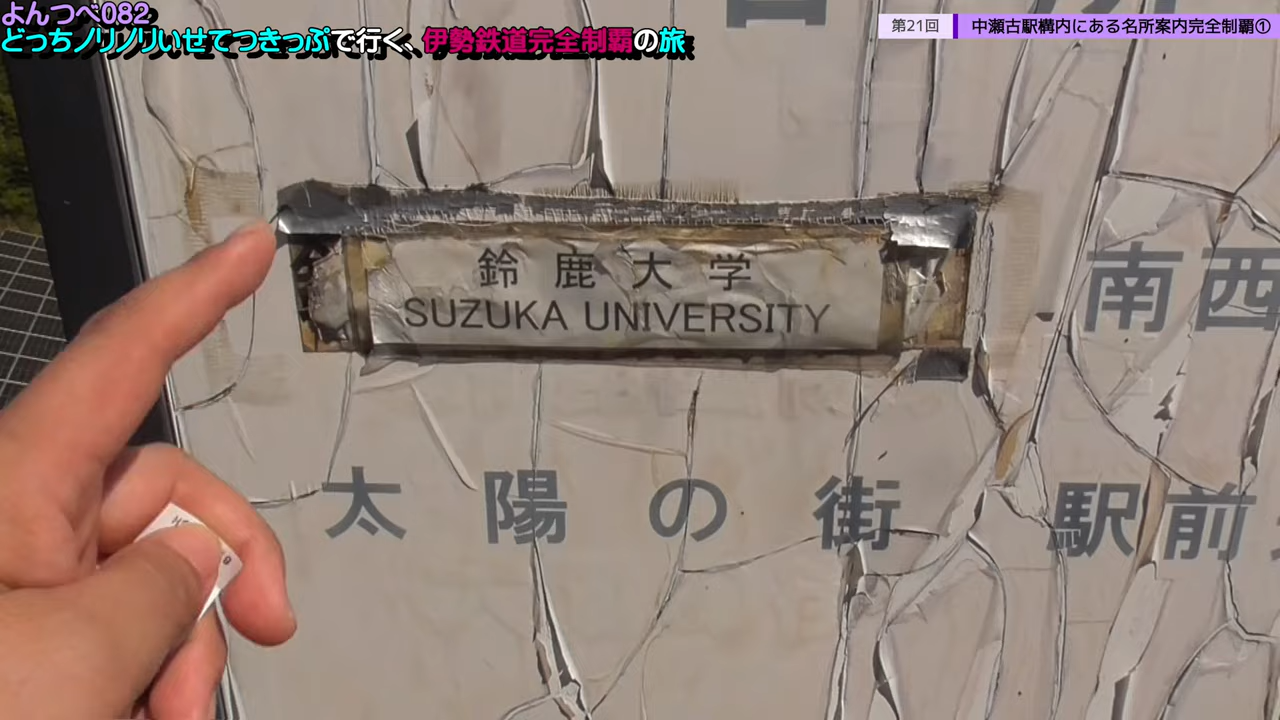 よんつべ082
どっちノリノリいせてつきっぷで行く、伊勢鉄道完全制覇の旅
第21回 中瀬古駅構内にある名所案内完全制覇①
鈴鹿大学
SUZUKA UNIVERSITY
南西
太陽の街 駅前